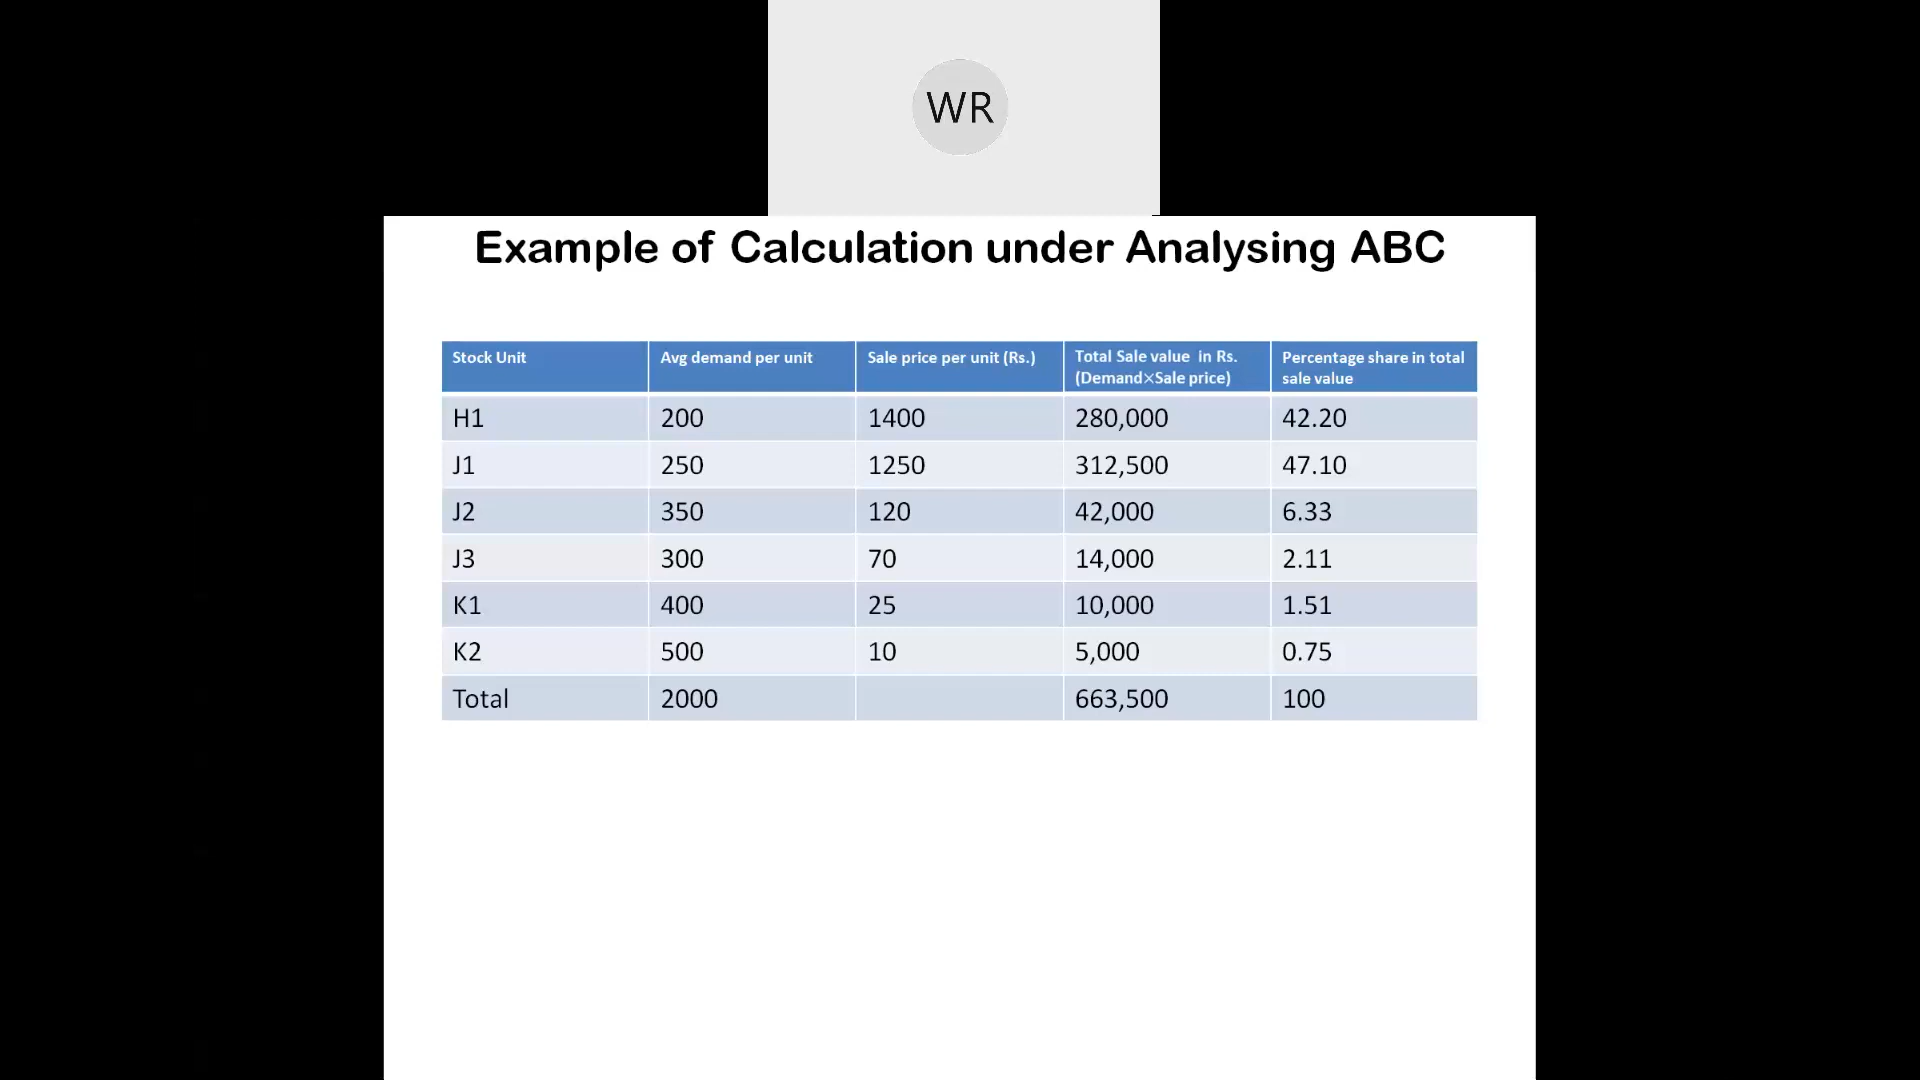 WR
Example of Calculation under Analysing ABC
Stock Unit Avg demand per unit Sale price per unit (Rs.) Total Sale value in Rs. (Demand×Sale price) Percentage share in total sale value
H1 200 1400 280,000 42.20
J1 250 1250 312,500 47.10
J2 350 120 42,000 6.33
J3 300 70 14,000 2.11
K1 400 25 10,000 1.51
K2 500 10 5,000 0.75
Total 2000 663,500 100